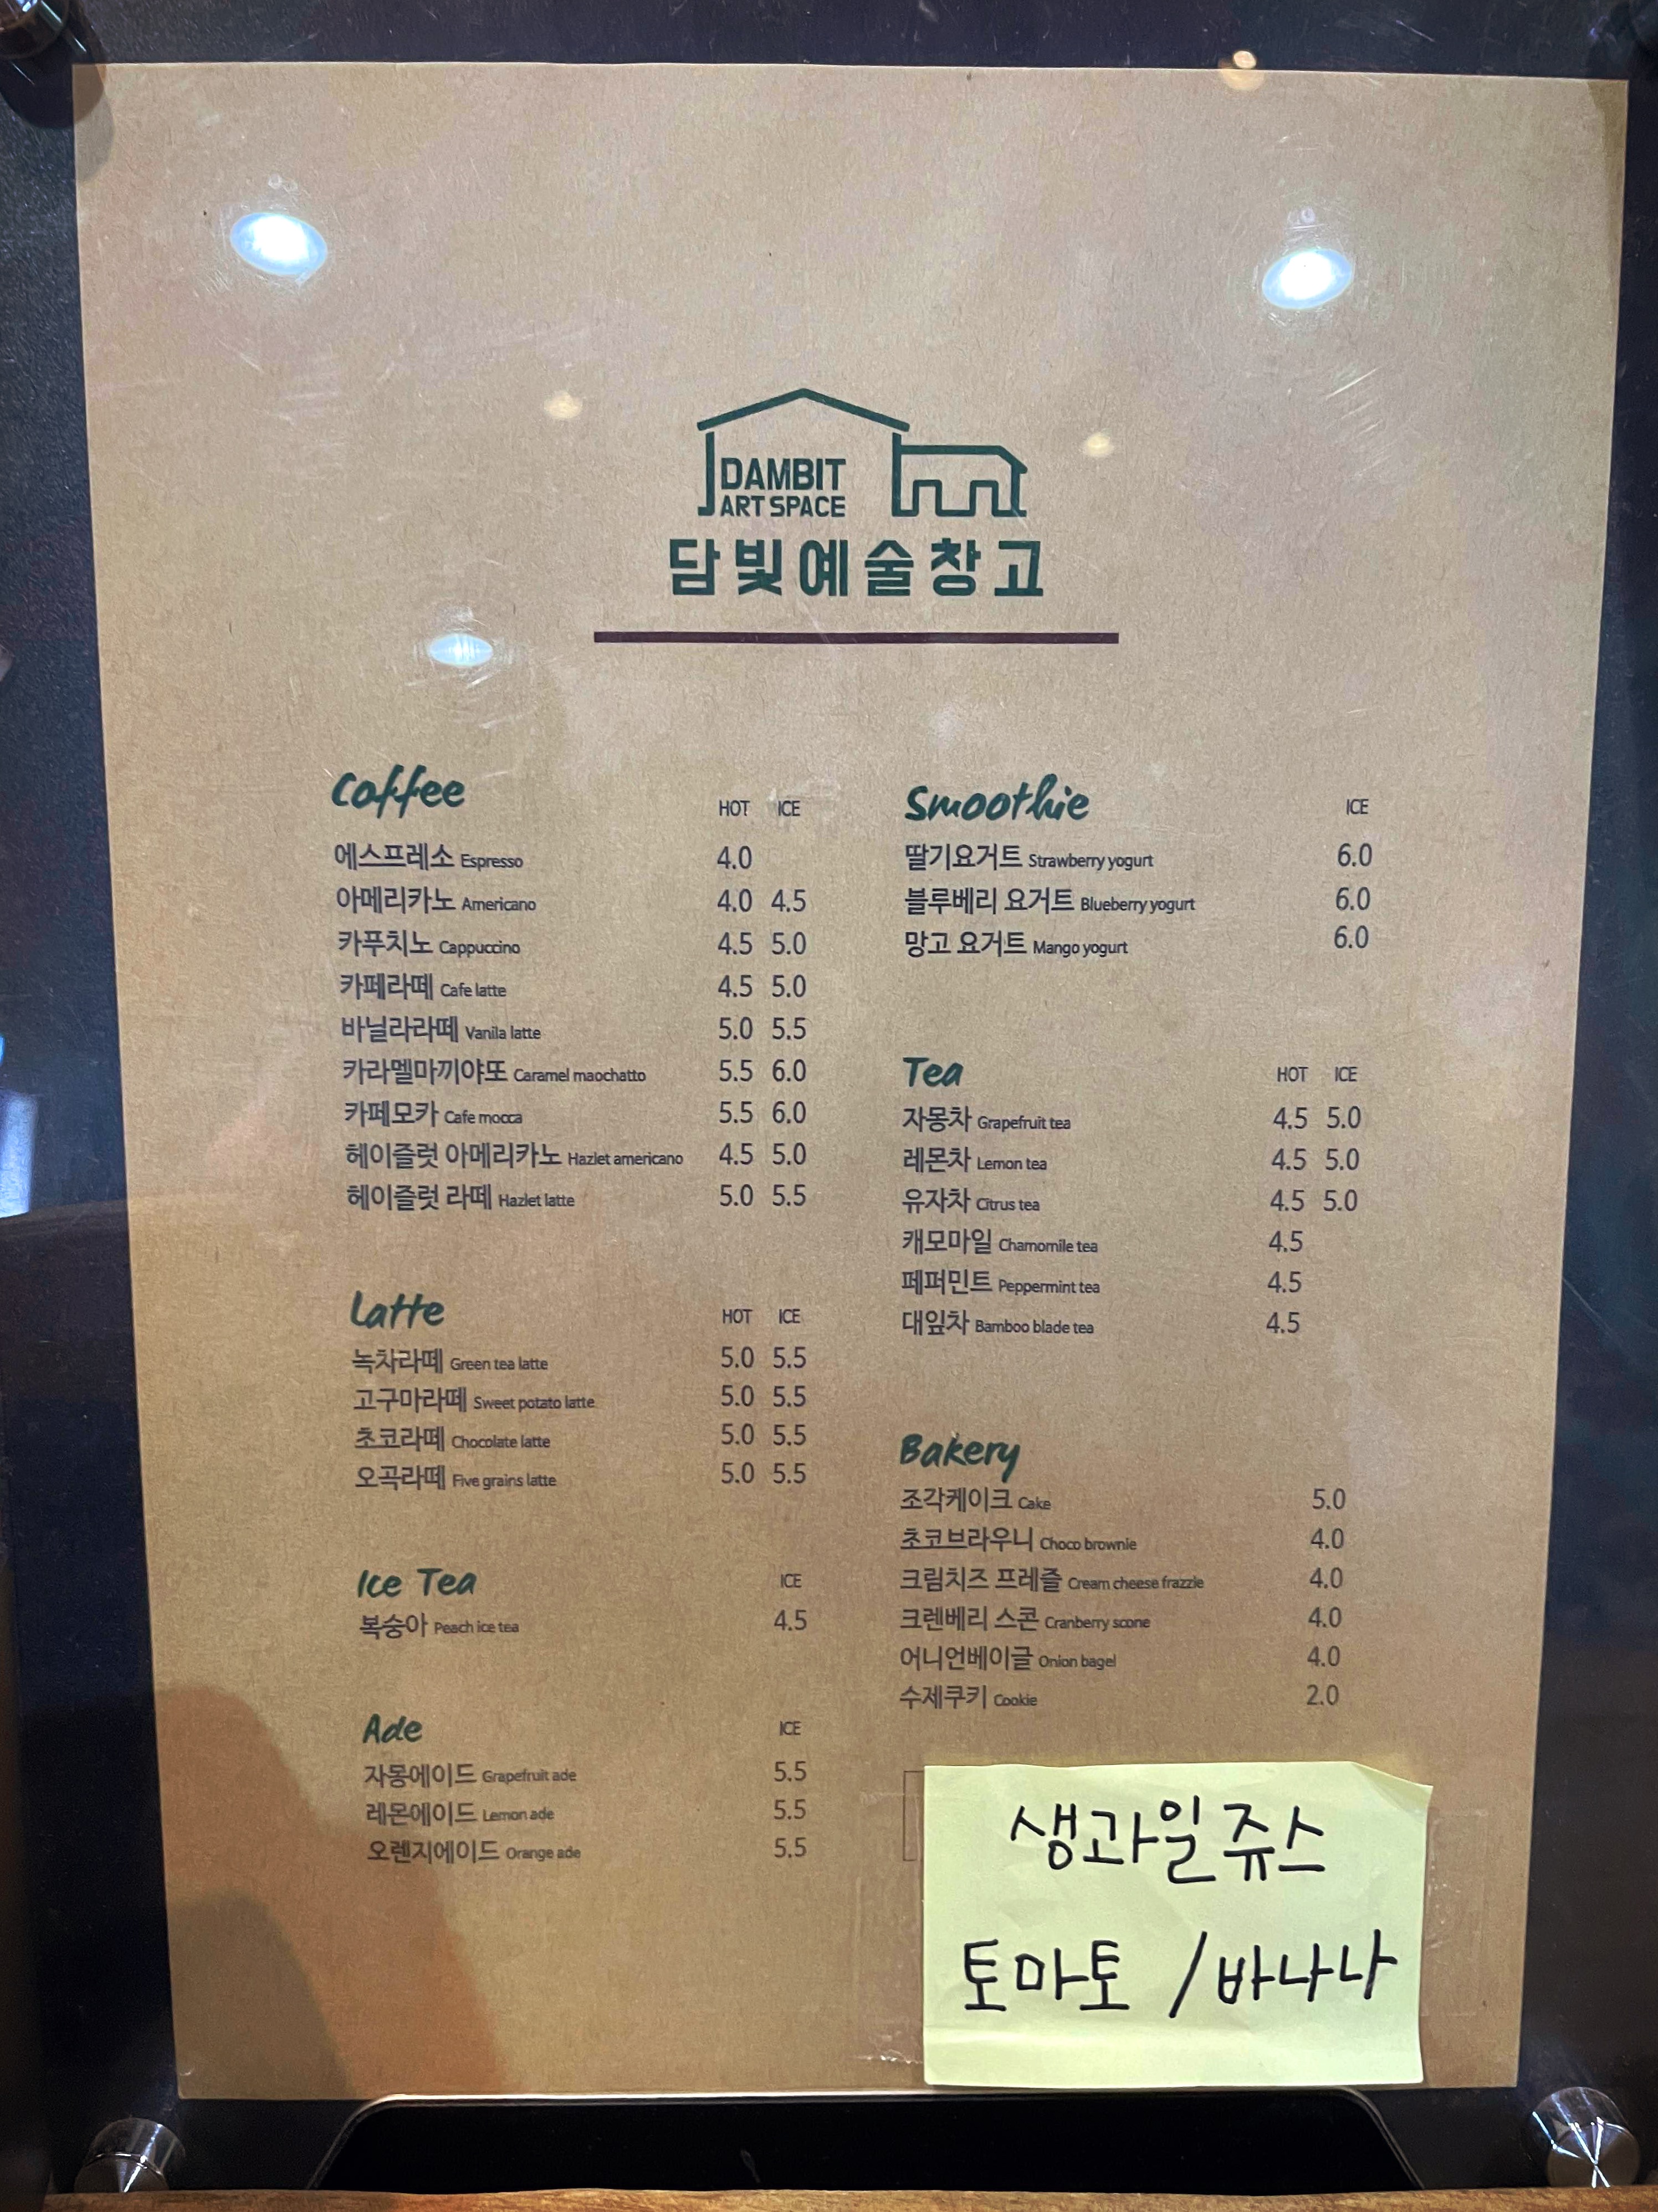 DAMBIT
ART SPACE
담빛예술창고
Coffee HOT ICE
에스프레소 Espresso 4.0
아메리카노 Americano 4.0 4.5
카푸치노 Cappuccino 4.5 5.0
카페라떼 Cafe latte 4.5 5.0
바닐라라떼 Vanila latte 5.0 5.5
카라멜마끼야또 Caramel maochatto 5.5 6.0
카페모카 Cafe mocca 5.5 6.0
헤이즐럿 아메리카노 Hazlet americano 4.5 5.0
헤이즐럿 라떼 Hazlet latte 5.0 5.5
Latte HOT ICE
녹차라떼 Green tea latte 5.0 5.5
고구마라떼 Sweet potato latte 5.0 5.5
초코라떼 Chocolate latte 5.0 5.5
오곡라떼 Five grains latte 5.0 5.5
Ice Tea ICE
복숭아 Peach ice tea 4.5
Ade ICE
자몽에이드 Grapefruit ade 5.5
레몬에이드 Lemon ade 5.5
오렌지에이드 Orange ade 5.5
Smoothie ICE
딸기요거트 Strawberry yogurt 6.0
블루베리 요거트 Blueberry yogurt 6.0
망고 요거트 Mango yogurt 6.0
Tea HOT ICE
자몽차 Grapefruit tea 4.5 5.0
레몬차 Lemon tea 4.5 5.0
유자차 Citrus tea 4.5 5.0
캐모마일 Chamomile tea 4.5
페퍼민트 Peppermint tea 4.5
대잎차 Bamboo blade tea 4.5
Bakery
조각케이크 Cake 5.0
초코브라우니 Choco brownie 4.0
크림치즈 프레즐 Cream cheese frazzle 4.0
크렌베리 스콘 Cranberry scone 4.0
어니언베이글 Onion bagel 4.0
수제쿠키 Cookie 2.0
생과일쥬스
토마토 / 바나나